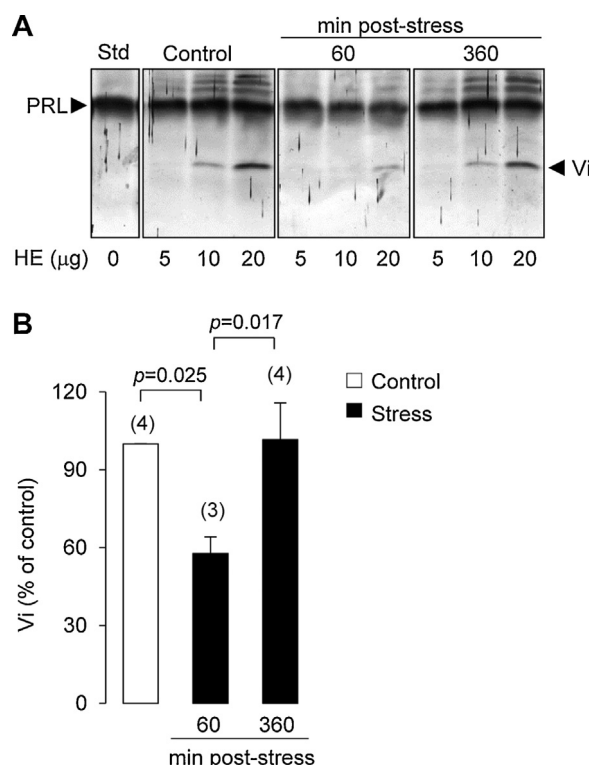 A
min post-stress
Std Control 60 360
PRL
Vi
HE (µg) 0 5 10 20 5 10 20 5 10 20
B
p=0.017
p=0.025
(4)
Control
Stress
120
(4)
90
(3)
60
30
0
Vi (% of control)
60 360
min post-stress